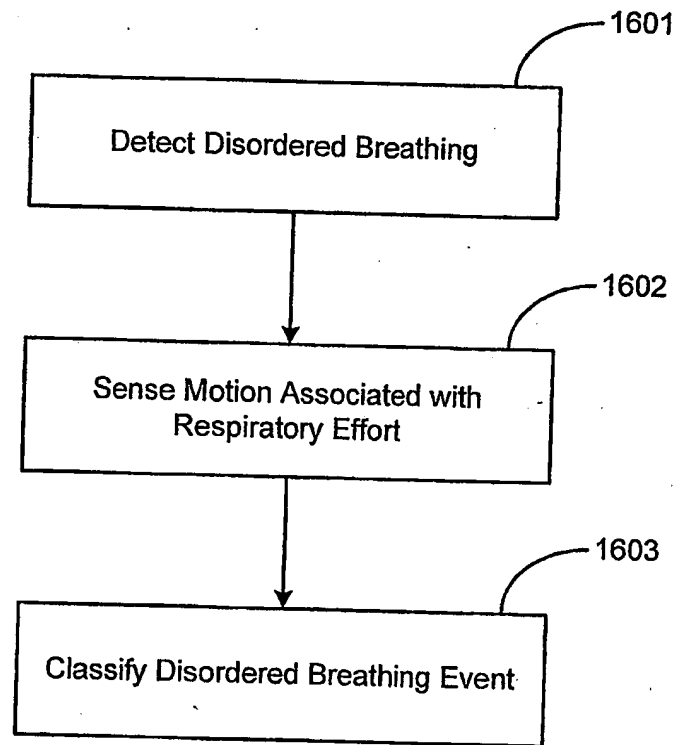 1601
Detect Disordered Breathing
1602
Sense Motion Associated with
Respiratory Effort
1603
Classify Disordered Breathing Event